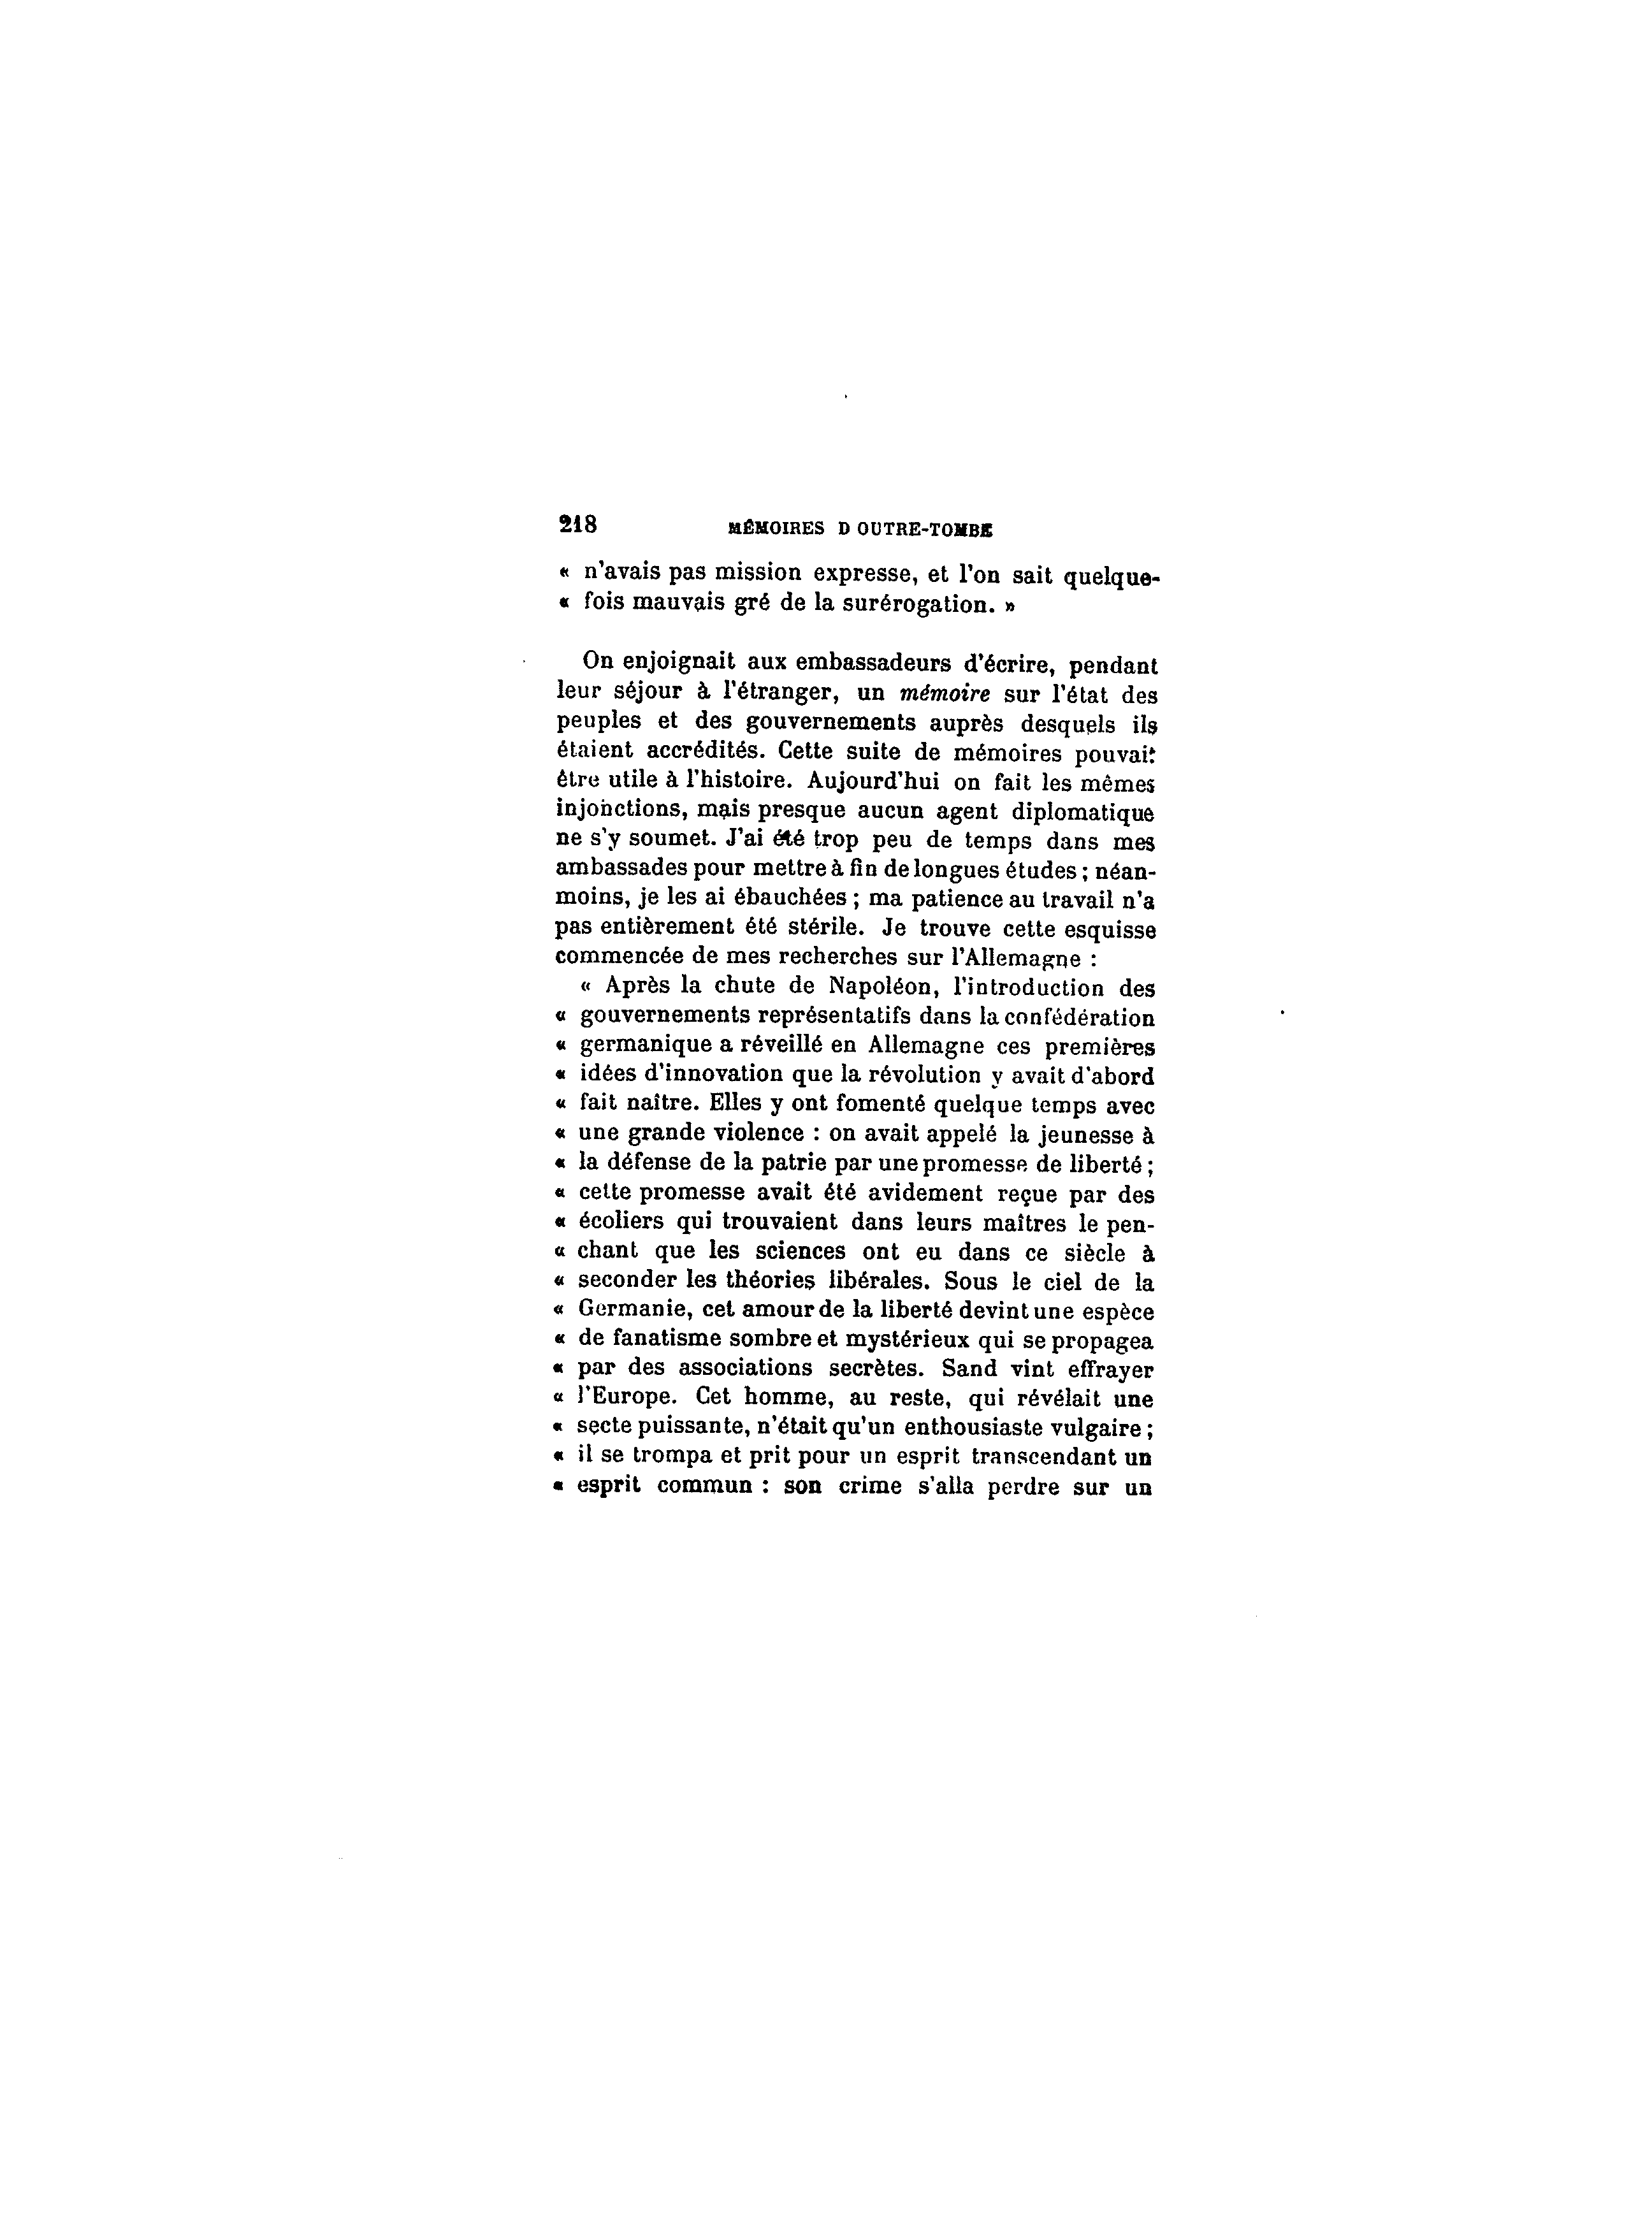 218 MÉMOIRES D OUTRE-TOMBE
« n'avais pas mission expresse, et l'on sait quelque-
« fois mauvais gré de la surérogation. »
On enjoignait aux embassadeurs d'écrire, pendant
leur séjour à l'étranger, un mémoire sur l'état des
peuples et des gouvernements auprès desquels ils
étaient accrédités. Cette suite de mémoires pouvait
être utile à l'histoire. Aujourd'hui on fait les mêmes
injonctions, mais presque aucun agent diplomatique
ne s'y soumet. J'ai été trop peu de temps dans mes
ambassades pour mettre à fin de longues études ; néan-
moins, je les ai ébauchées ; ma patience au travail n'a
pas entièrement été stérile. Je trouve cette esquisse
commencée de mes recherches sur l'Allemagne :
« Après la chute de Napoléon, l'introduction des
« gouvernements représentatifs dans la confédération
« germanique a réveillé en Allemagne ces premières
« idées d'innovation que la révolution y avait d'abord
« fait naître. Elles y ont fomenté quelque temps avec
« une grande violence : on avait appelé la jeunesse à
« la défense de la patrie par une promesse de liberté ;
« cette promesse avait été avidement reçue par des
« écoliers qui trouvaient dans leurs maîtres le pen-
« chant que les sciences ont eu dans ce siècle à
« seconder les théories libérales. Sous le ciel de la
« Germanie, cet amour de la liberté devint une espèce
« de fanatisme sombre et mystérieux qui se propagea
« par des associations secrètes. Sand vint effrayer
« l'Europe. Cet homme, au reste, qui révélait une
« secte puissante, n'était qu'un enthousiaste vulgaire ;
« il se trompa et prit pour un esprit transcendant un
« esprit commun : son crime s'alla perdre sur un